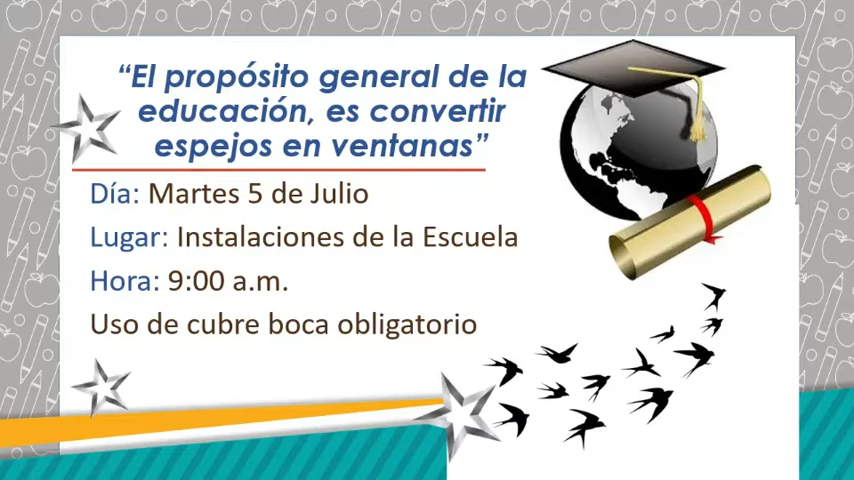 “El propósito general de la
educación, es convertir
espejos en ventanas”
Día: Martes 5 de Julio
Lugar: Instalaciones de la Escuela
Hora: 9:00 a.m.
Uso de cubre boca obligatorio